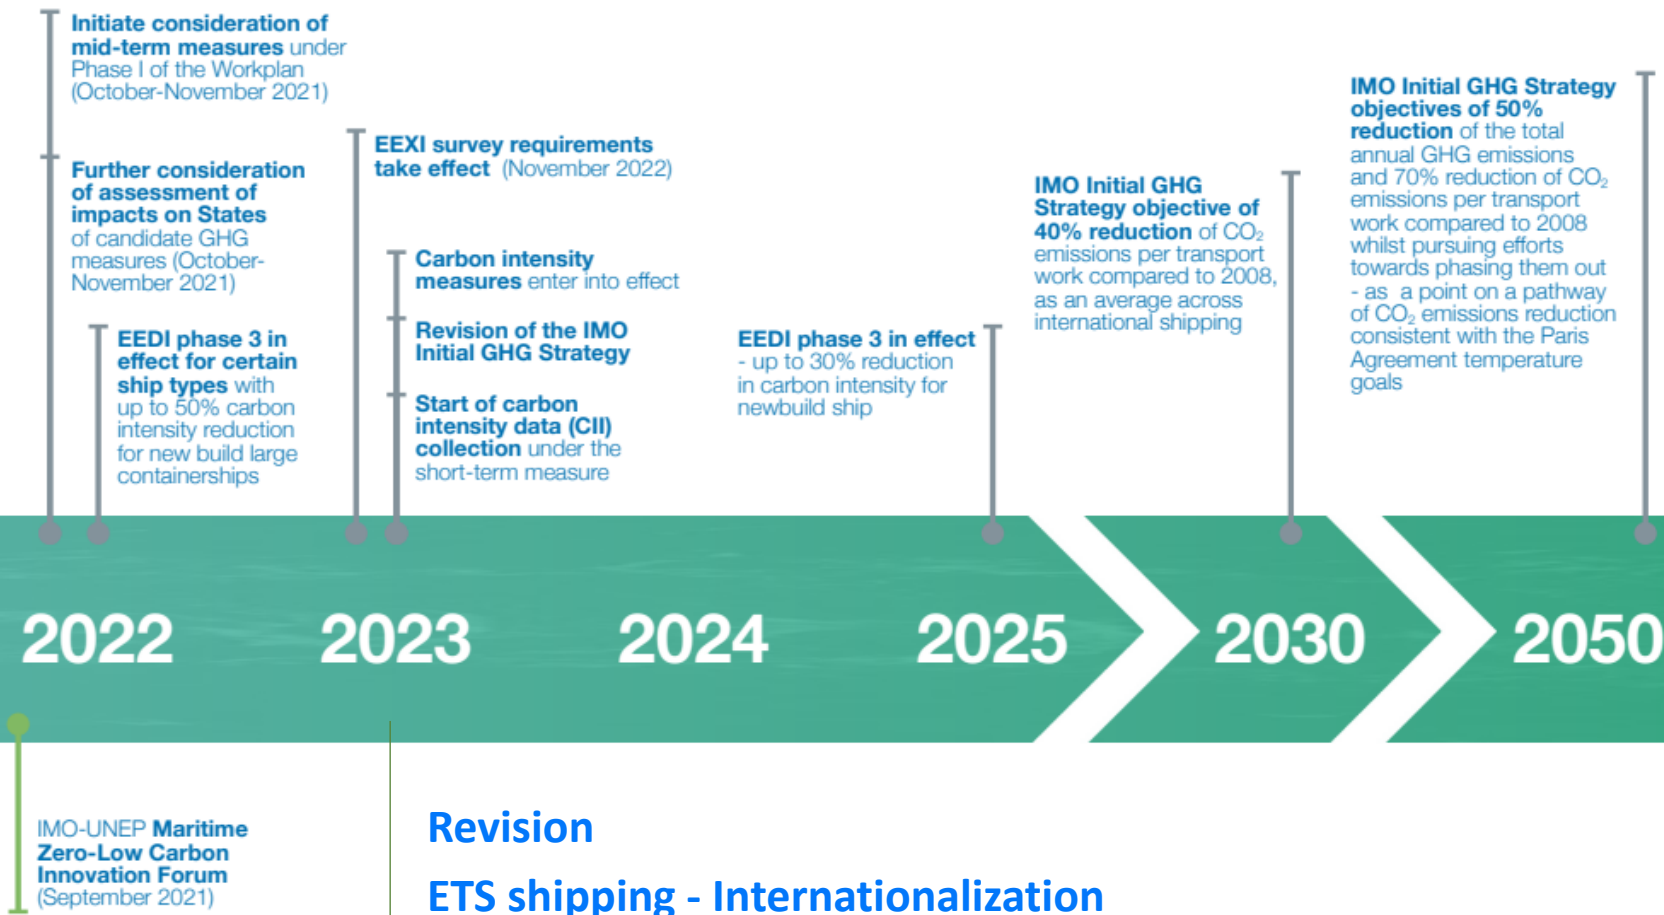 Initiate consideration of
mid-term measures under
Phase I of the Workplan
(October-November 2021)
Further consideration
of assessment of
impacts on States
of candidate GHG
measures (October-
November 2021)
EEDI phase 3 in
effect for certain
ship types with
up to 50% carbon
intensity reduction
for new build large
containerships
EEXI survey requirements
take effect (November 2022)
Carbon intensity
measures enter into effect
Revision of the IMO
Initial GHG Strategy
Start of carbon
intensity data (CII)
collection under the
short-term measure
EEDI phase 3 in effect
- up to 30% reduction
in carbon intensity for
newbuild ship
IMO Initial GHG
Strategy objective of
40% reduction of CO₂
emissions per transport
work compared to 2008,
as an average across
international shipping
IMO Initial GHG Strategy
objectives of 50%
reduction of the total
annual GHG emissions
and 70% reduction of CO₂
emissions per transport
work compared to 2008
whilst pursuing efforts
towards phasing them out
- as a point on a pathway
of CO₂ emissions reduction
consistent with the Paris
Agreement temperature
goals
2022 2023 2024 2025 2030 2050
IMO-UNEP Maritime
Zero-Low Carbon
Innovation Forum
(September 2021)
Revision
ETS shipping - Internationalization